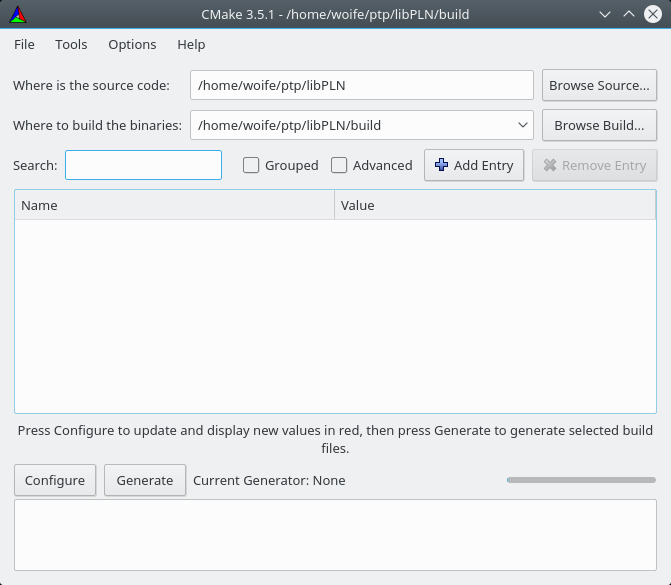 CMake 3.5.1 - /home/woife/ptp/libPLN/build
File Tools Options Help
Where is the source code: /home/woife/ptp/libPLN Browse Source...
Where to build the binaries: /home/woife/ptp/libPLN/build Browse Build...
Search: Grouped Advanced Add Entry Remove Entry
Name Value
Press Configure to update and display new values in red, then press Generate to generate selected build
files.
Configure Generate Current Generator: None